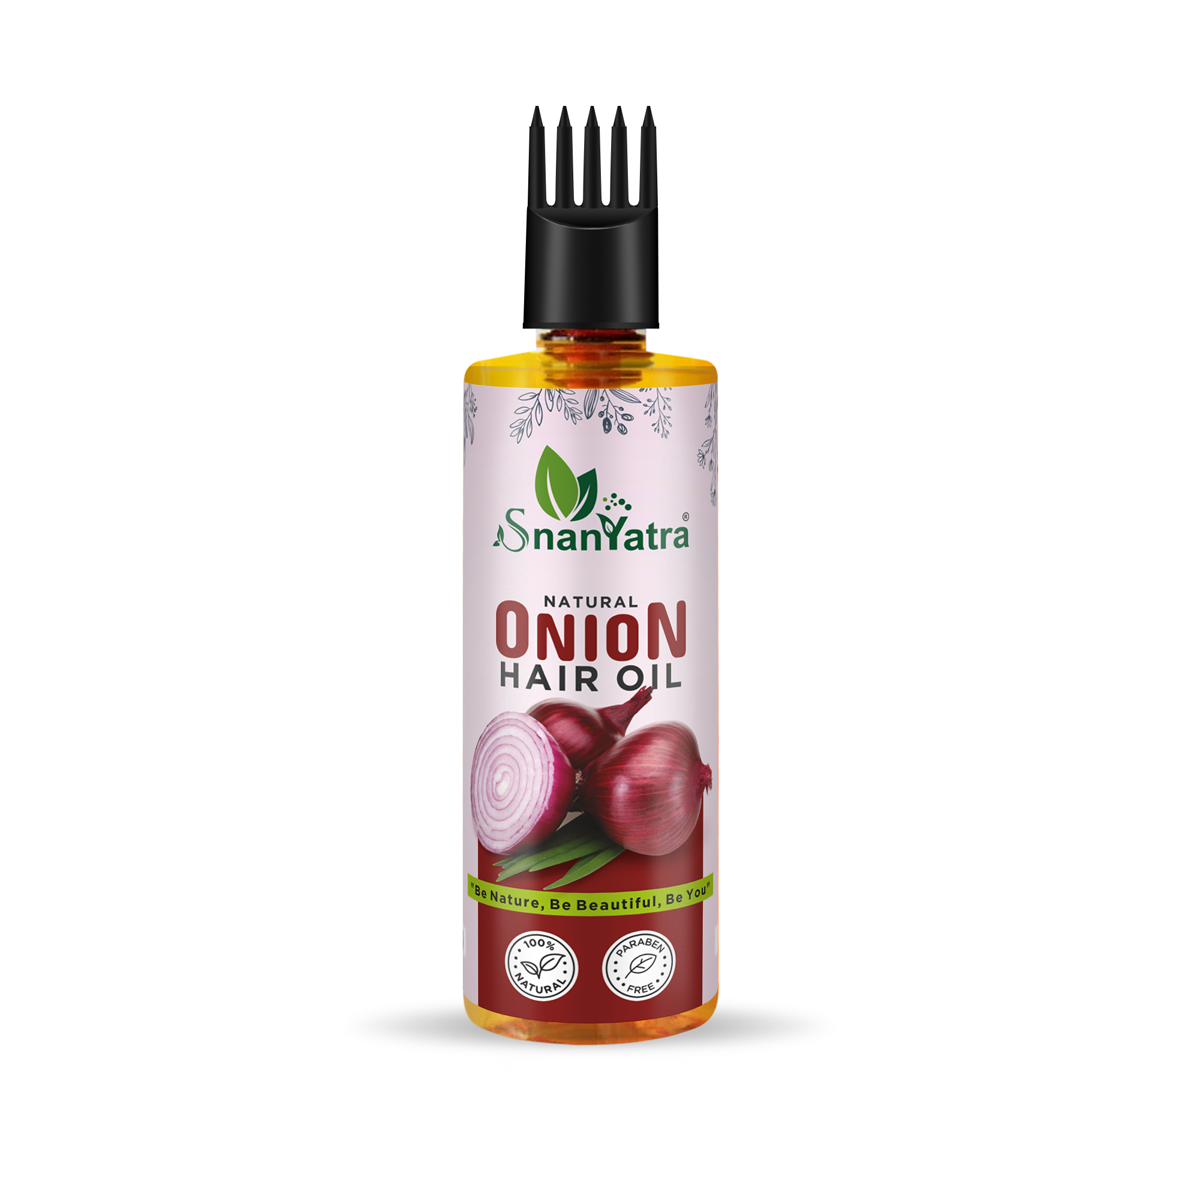 SnanYatra®
NATURAL
ONION
HAIR OIL
"Be Nature, Be Beautiful, Be You"
100%
NATURAL
PARABEN
FREE